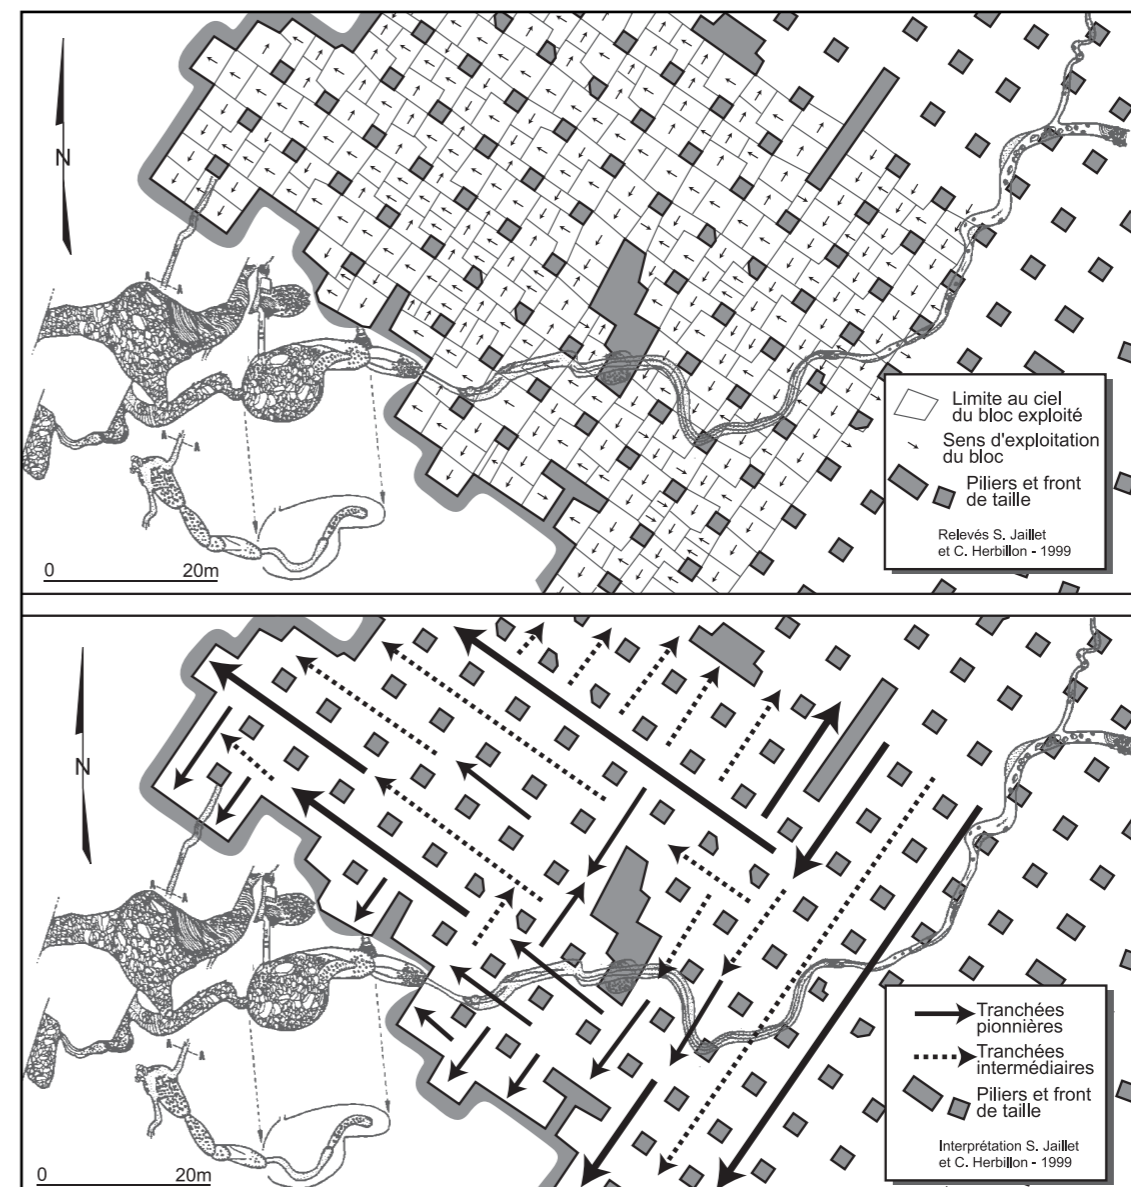 N
A
A
A
A
0 20m
Limite au ciel
du bloc exploité
Sens d'exploitation
du bloc
Piliers et front
de taille
Relevés S. Jaillet
et C. Herbillon - 1999
N
A
A
A
A
0 20m
Tranchées
pionnières
Tranchées
intermédiaires
Piliers et front
de taille
Interprétation S. Jaillet
et C. Herbillon - 1999